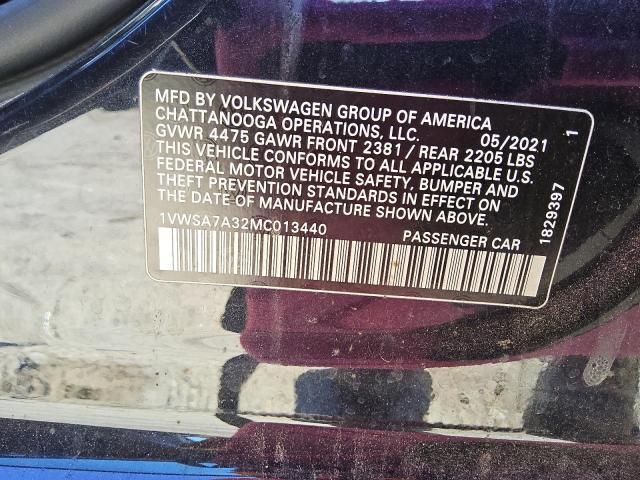 MFD BY VOLKSWAGEN GROUP OF AMERICA
CHATTANOOGA OPERATIONS, LLC. 05/2021 1
GVWR 4475 GAWR FRONT 2381 / REAR 2205 LBS
THIS VEHICLE CONFORMS TO ALL APPLICABLE U.S.
FEDERAL MOTOR VEHICLE SAFETY, BUMPER AND
THEFT PREVENTION STANDARDS IN EFFECT ON
THE DATE OF MANUFACTURE SHOWN ABOVE.
1VWSA7A32MC013440 PASSENGER CAR
1829397